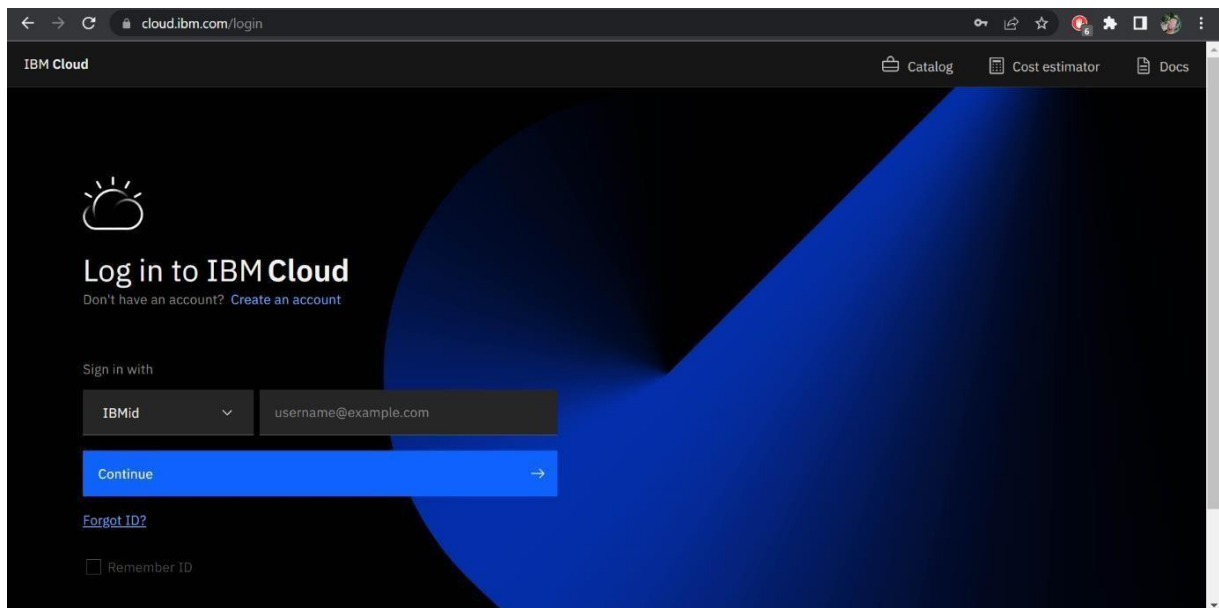 cloud.ibm.com/login
6
IBM Cloud
Catalog
Cost estimator
Docs
Log in to IBM Cloud
Don't have an account? Create an account
Sign in with
IBMid
username@example.com
Continue
Forgot ID?
Remember ID